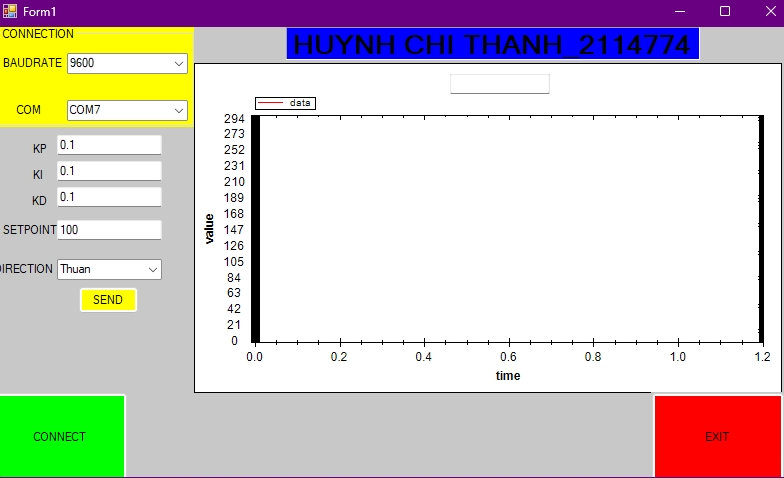 Form1
CONNECTION
HUYNH CHI THANH_2114774
BAUDRATE 9600
COM COM7
KP 0.1
KI 0.1
KD 0.1
SETPOINT 100
DIRECTION Thuan
SEND
data
value
294
273
252
231
210
189
168
147
126
105
84
63
42
21
0
0.0 0.2 0.4 0.6 0.8 1.0 1.2
time
CONNECT
EXIT